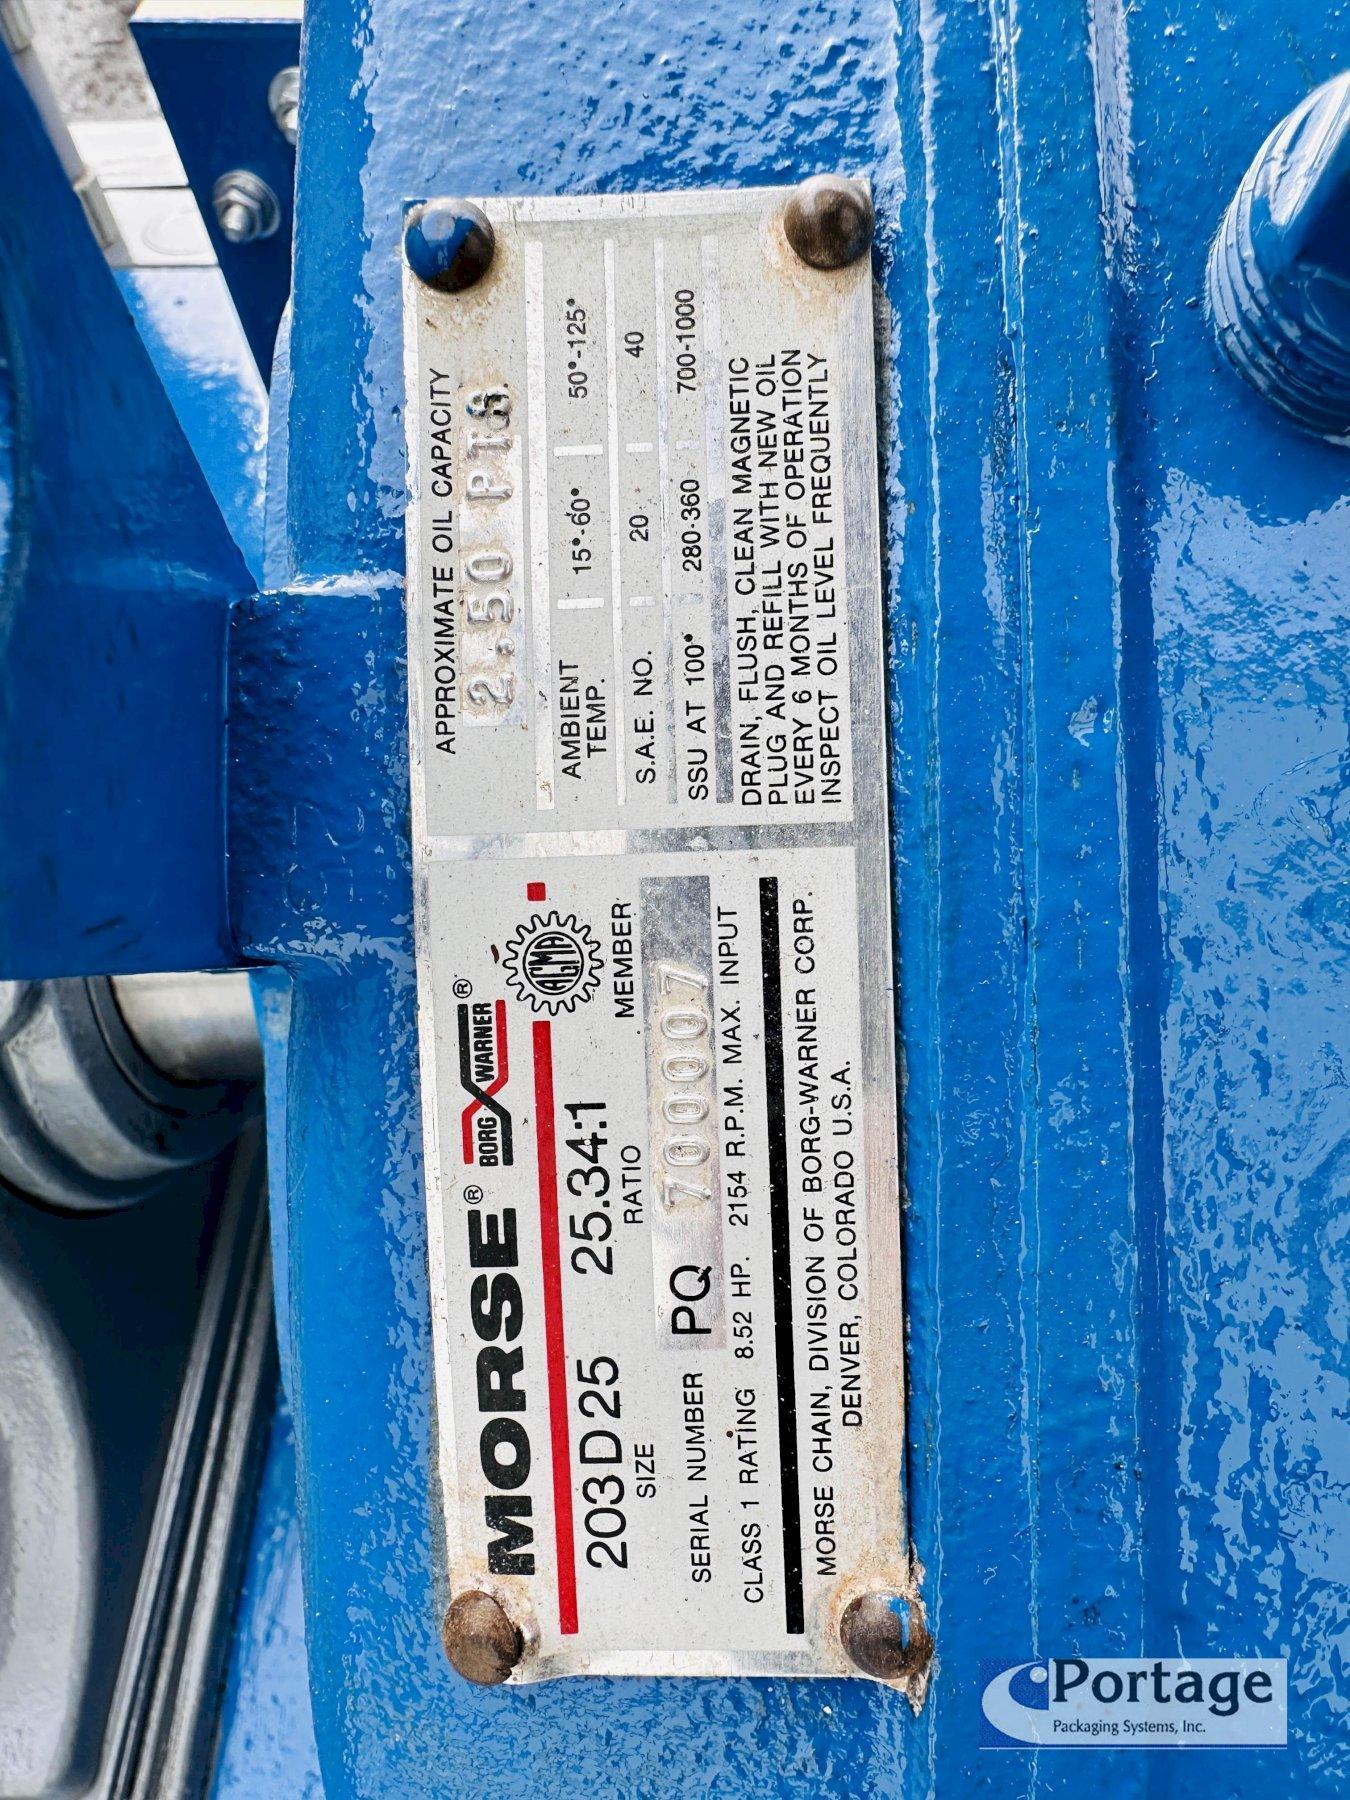 MORSE®
BORG WARNER®
203D25 25.34:1
SIZE RATIO
AGMA
MEMBER
SERIAL NUMBER PQ 700007
CLASS 1 RATING 8.52 HP. 2154 R.P.M. MAX. INPUT
MORSE CHAIN, DIVISION OF BORG-WARNER CORP.
DENVER, COLORADO U.S.A.
APPROXIMATE OIL CAPACITY
2.50 PTS.
AMBIENT TEMP. 15°-60° 50°-125°
S.A.E. NO. 20 40
SSU AT 100° 280-360 700-1000
DRAIN, FLUSH, CLEAN MAGNETIC
PLUG AND REFILL WITH NEW OIL
EVERY 6 MONTHS OF OPERATION
INSPECT OIL LEVEL FREQUENTLY
Portage
Packaging Systems, Inc.